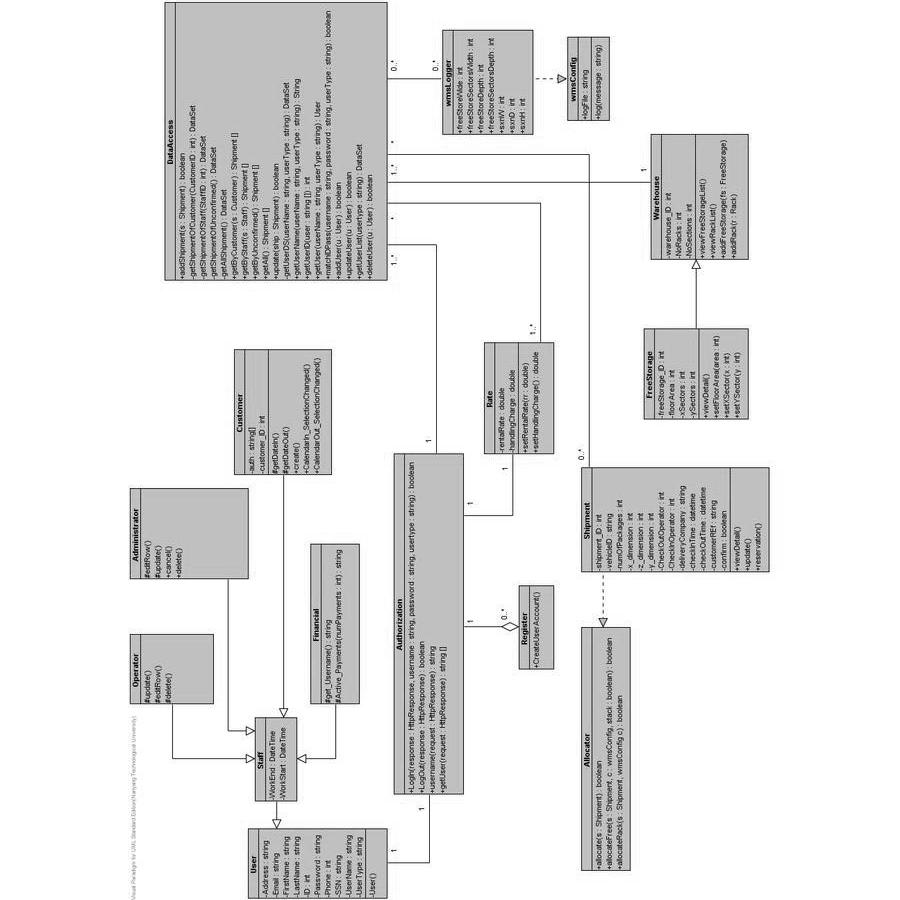 Visual Paradigm for UML Standard Edition(Nanyang Technological University)
User
-Address : string
-Email : string
-FirstName : string
-LastName : string
-ID : int
-Password : string
-Phone : int
-SSN : string
-UserName : string
-UserType : string
-User()
1
Operator
#update()
#editRow()
#delete()
Administrator
#editRow()
#update()
+cancel()
+delete()
Staff
-WorkEnd : DateTime
-WorkStart : DateTime
Financial
#get_Username() : string
#Active_Payments(numPayments : int) : string
Customer
-auth : string[]
-customer_ID : int
#getDateIn()
#getDateOut()
+create()
+CalendarIn_SelectionChanged()
+CalendarOut_SelectionChanged()
DataAccess
+addShipment(s : Shipment) : boolean
-getShipmentOfCustomer(CustomerID : int) : DataSet
-getShipmentOfStaff(StaffID : int) : DataSet
-getShipmentOfUnconfirmed() : DataSet
-getAllShipment() : DataSet
+getByCustomer(s : Customer) : Shipment []
+getByStaff(s : Staff) : Shipment []
+getByUnconfirmed() : Shipment []
+getAll() : Shipment []
+update(ship : Shipment) : boolean
-getUserDS(userName : string, userType : string) : DataSet
+getUserName(userName : string, userType : string) : String
+getUserID(user : string []) : int
+getUser(userName : string, userType : string) : User
+matchIDPass(username : string, password : string, userType : string) : boolean
+addUser(u : User) : boolean
+updateUser(u : User) : boolean
+getUserList(usertype : string) : DataSet
+deleteUser(u : User) : boolean
1..*
*
1..*
*
0..*
0..*
Authorization
+LogIn(response : HttpResponse, username : string, password : string, usertype : string) : boolean
+LogOut(response : HttpResponse) : boolean
+username(request : HttpResponse) : string
+getUser(request : HttpResponse) : string []
1
1
1
1
wmsLogger
+freeStoreWide : int
+freeStoreSectorsWidth : int
+freeStoreDepth : int
+freeStoreSectorsDepth : int
+sxnW : int
+sxnD : int
+sxnH : int
wmsConfig
+logFile : string
+log(message : string)
Rate
-rentalRate : double
-handlingCharge : double
+setRentalRate(rr : double)
+setHandlingCharge() : double
1
1..*
Register
+CreateUserAccount()
0..*
Shipment
-shipment_ID : int
-vehicleID : string
-numOfPackages : int
-x_dimension : int
-z_dimension : int
-y_dimension : int
-CheckOutOperator : int
-CheckInOperator : int
-deliveryCompany : string
-checkInTime : datetime
-checkOutTime : datetime
-customerREf : string
-confirm : boolean
+viewDetail()
+update()
+reservation()
0..*
Allocator
+allocate(s : Shipment) : boolean
+allocateFree(s : Shipment, c : wmsConfig, stack : boolean) : boolean
+allocateRack(s : Shipment, wmsConfig c) : boolean
Warehouse
-warehouse_ID : int
-NoRacks : int
-NoSections : int
+viewFreeStorageList()
+viewRackList()
+addFreeStorage(fs : FreeStorage)
+addRack(r : Rack)
1
FreeStorage
-freeStorage_ID : int
-floorArea : int
-xSectors : int
-ySectors : int
+viewDetail()
+setFloorArea(area : int)
+setXSector(x : int)
+setYSector(y : int)